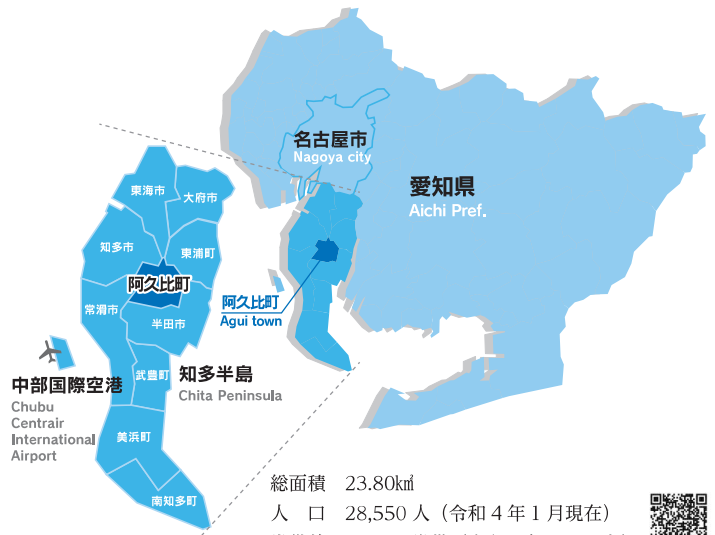 名古屋市
Nagoya city
愛知県
Aichi Pref.
阿久比町
Agui town
東海市
大府市
知多市
東浦町
阿久比町
常滑市
半田市
武豊町
美浜町
南知多町
知多半島
Chita Peninsula
中部国際空港
Chubu
Centrair
International
Airport
総面積 23.80㎢
人 口 28,550 人（令和 4 年 1 月現在）